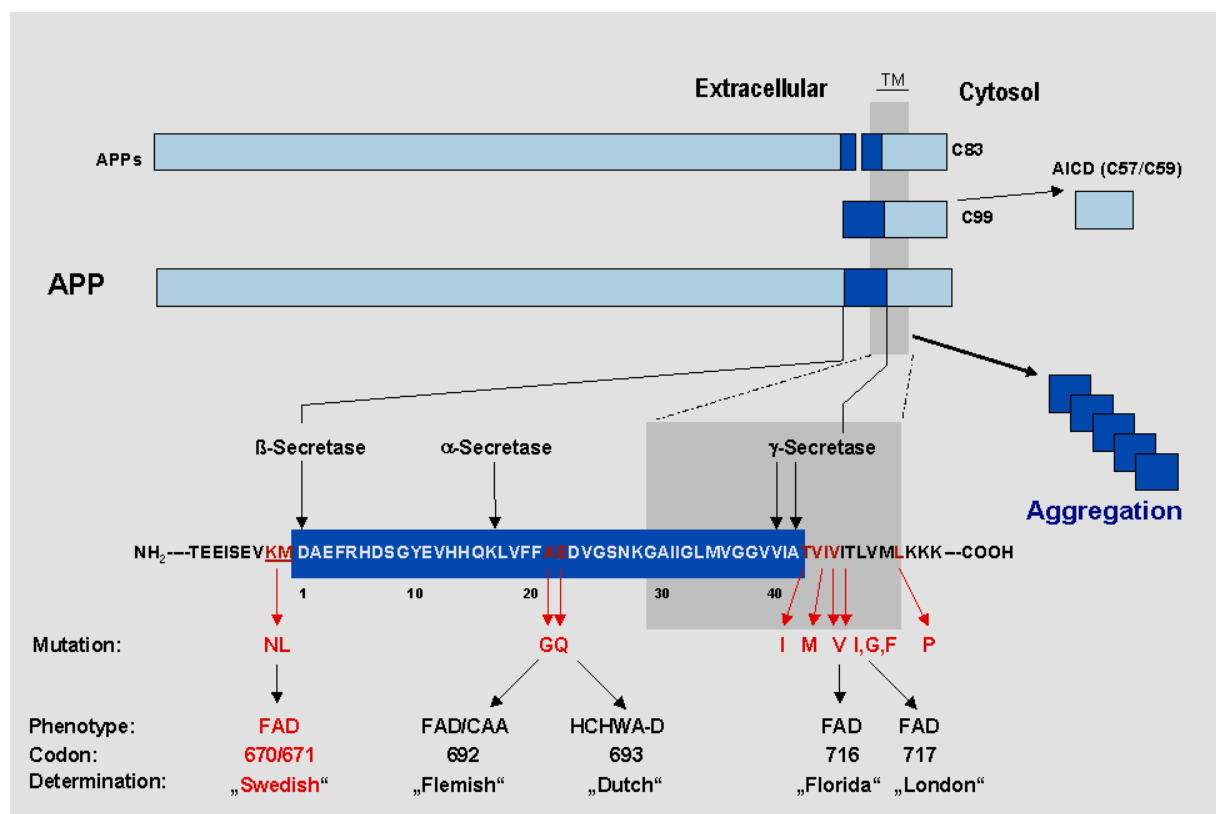 Extracellular TM Cytosol
APPs C83
AICD (C57/C59)
C99
APP
ß-Secretase α-Secretase γ-Secretase
Aggregation
NH2----TEEISEVKMDAEFRHDSGYEVHHQKLVFFAEDVGSNKGAIIGLMVGGVVIATVIVITLVMLKKK---COOH
1 10 20 30 40
Mutation: NL GQ I M V I,G,F P
Phenotype: FAD FAD/CAA HCHWA-D FAD FAD
Codon: 670/671 692 693 716 717
Determination: „Swedish“ „Flemish“ „Dutch“ „Florida“ „London“